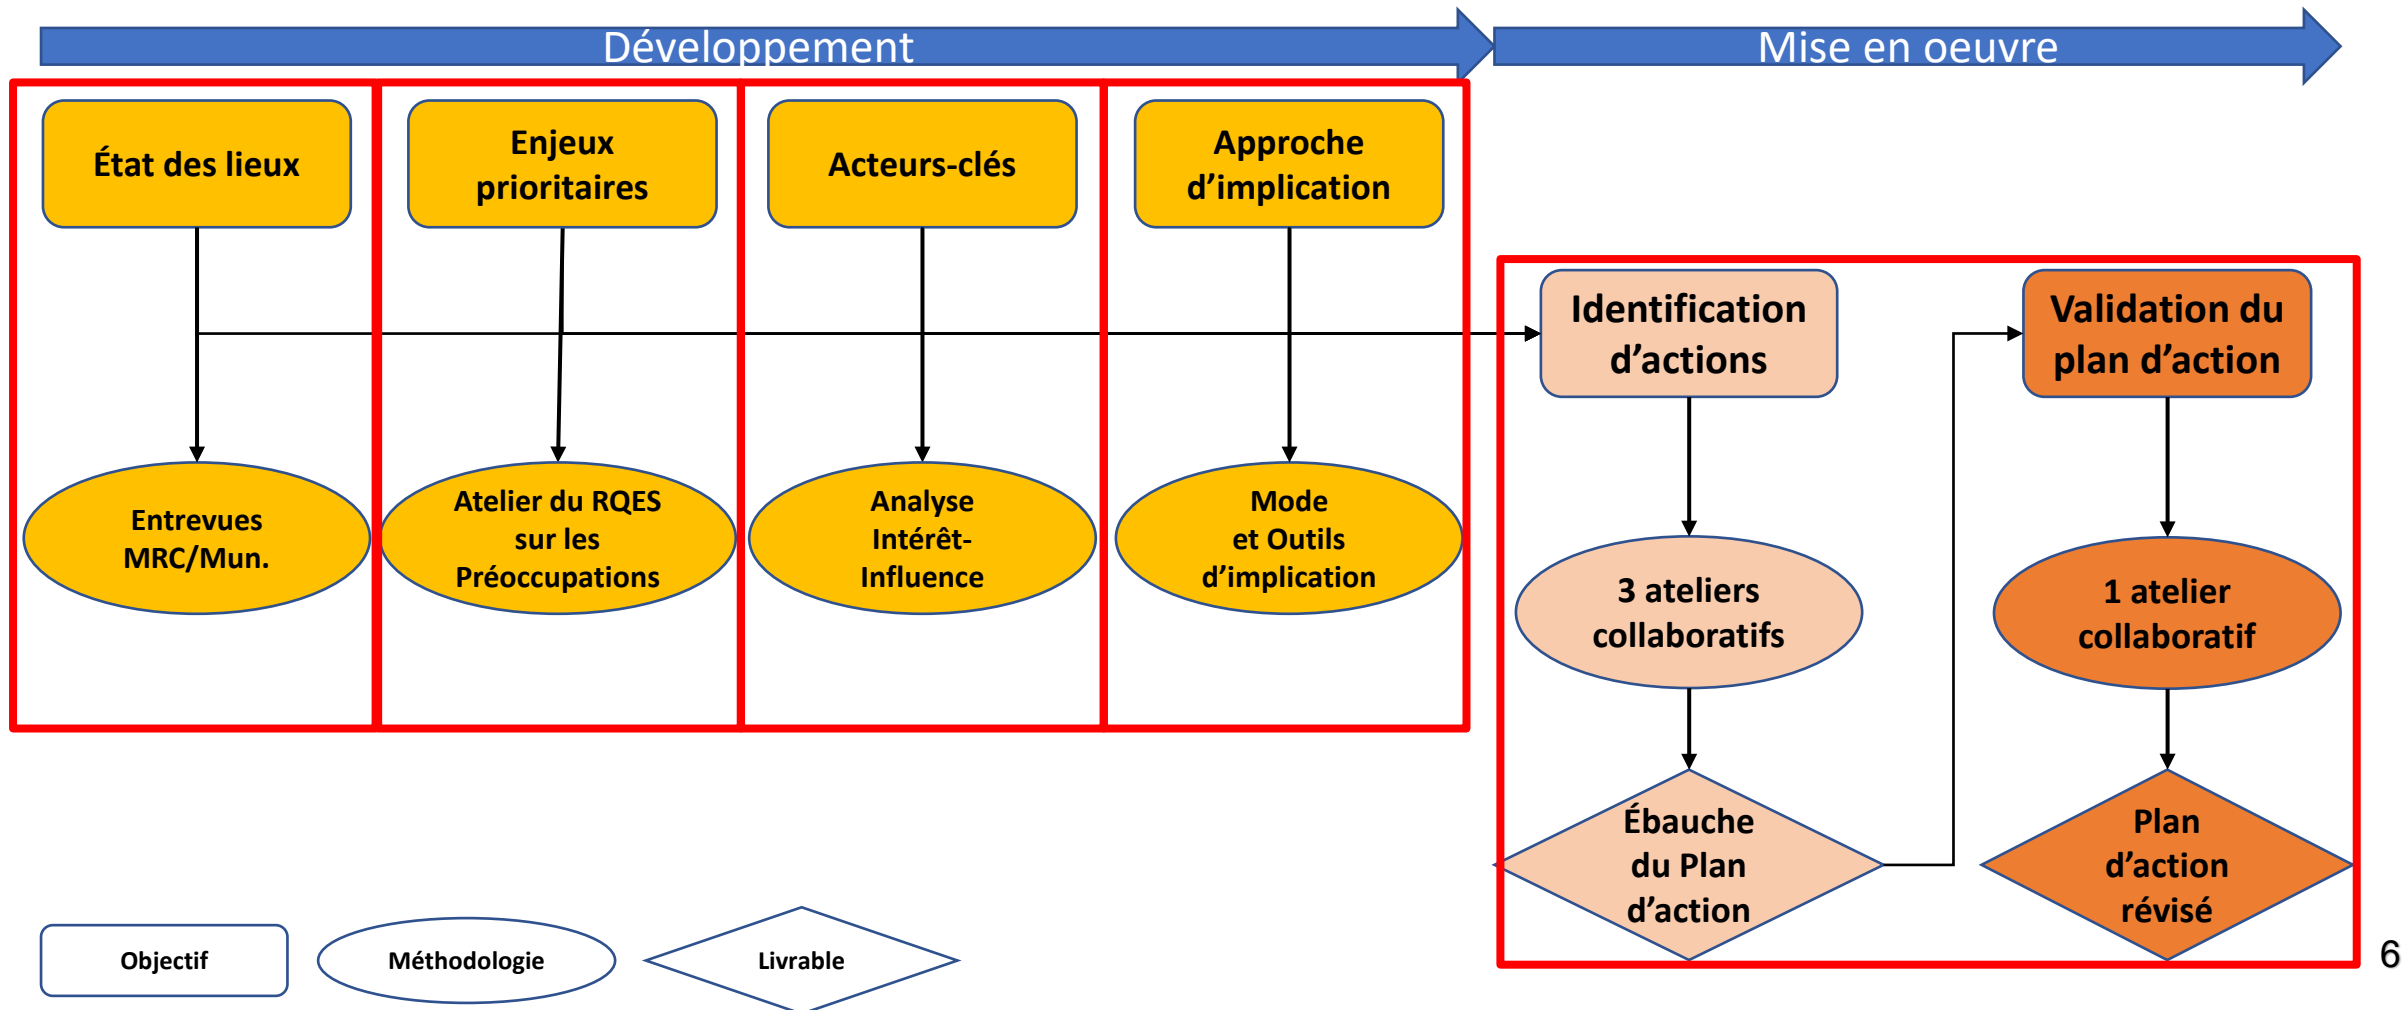 Développement
Mise en oeuvre
État des lieux
Enjeux
prioritaires
Acteurs-clés
Approche
d’implication
Identification
d’actions
Validation du
plan d’action
Entrevues
MRC/Mun.
Atelier du RQES
sur les
Préoccupations
Analyse
Intérêt-
Influence
Mode
et Outils
d’implication
3 ateliers
collaboratifs
1 atelier
collaboratif
Ébauche
du Plan
d’action
Plan
d’action
révisé
Objectif
Méthodologie
Livrable
6